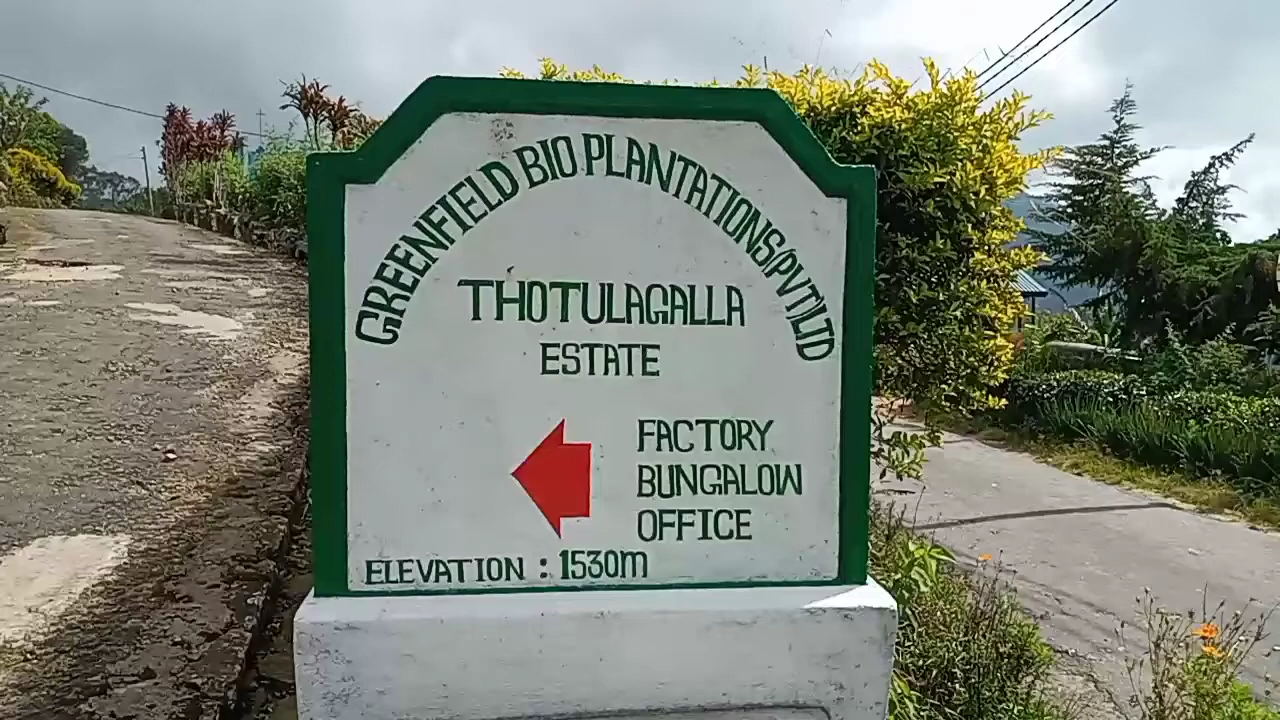 GREENFIELD BIO PLANTATIONS(PVT)LTD
THOTULAGALLA
ESTATE
FACTORY
BUNGALOW
OFFICE
ELEVATION : 1530m